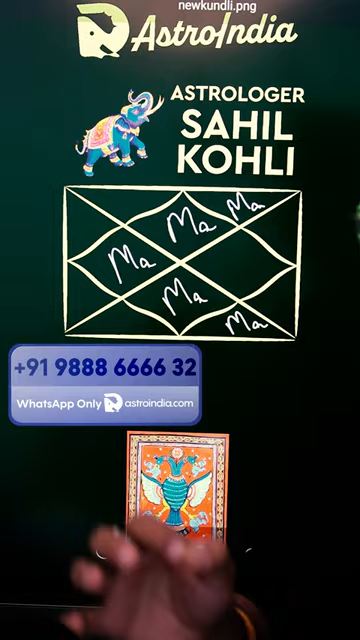 newkundli.png
AstroIndia
ASTROLOGER
SAHIL
KOHLI
Ma
Ma
Ma
Ma
Ma
+91 9888 6666 32
WhatsApp Only astroindia.com